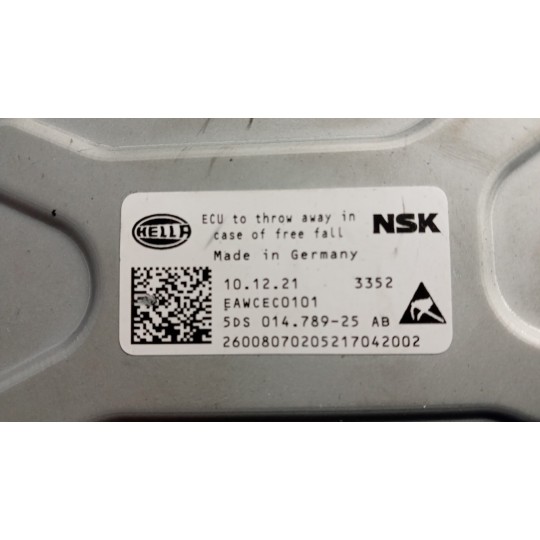 HELLA
ECU to throw away in
case of free fall
NSK
Made in Germany
10.12.21 3352
EAWCEC0101
5DS 014.789-25 AB
26008070205217042002